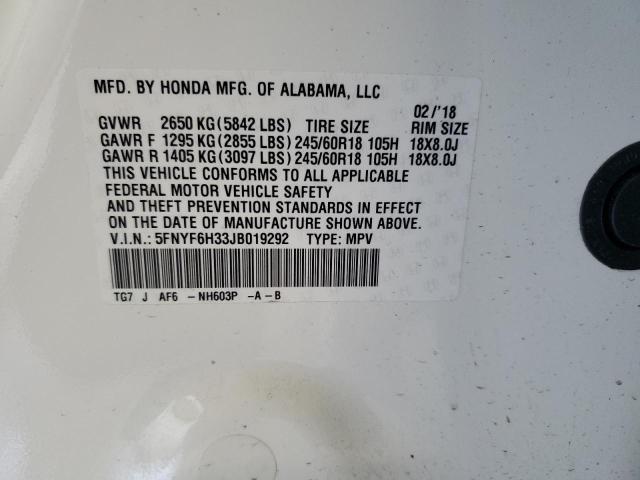 MFD. BY HONDA MFG. OF ALABAMA, LLC
02/'18
GVWR 2650 KG (5842 LBS) TIRE SIZE RIM SIZE
GAWR F 1295 KG (2855 LBS) 245/60R18 105H 18X8.0J
GAWR R 1405 KG (3097 LBS) 245/60R18 105H 18X8.0J
THIS VEHICLE CONFORMS TO ALL APPLICABLE
FEDERAL MOTOR VEHICLE SAFETY
AND THEFT PREVENTION STANDARDS IN EFFECT
ON THE DATE OF MANUFACTURE SHOWN ABOVE.
V.I.N.: 5FNYF6H33JB019292 TYPE: MPV
TG7 J AF6 - NH603P -A-B